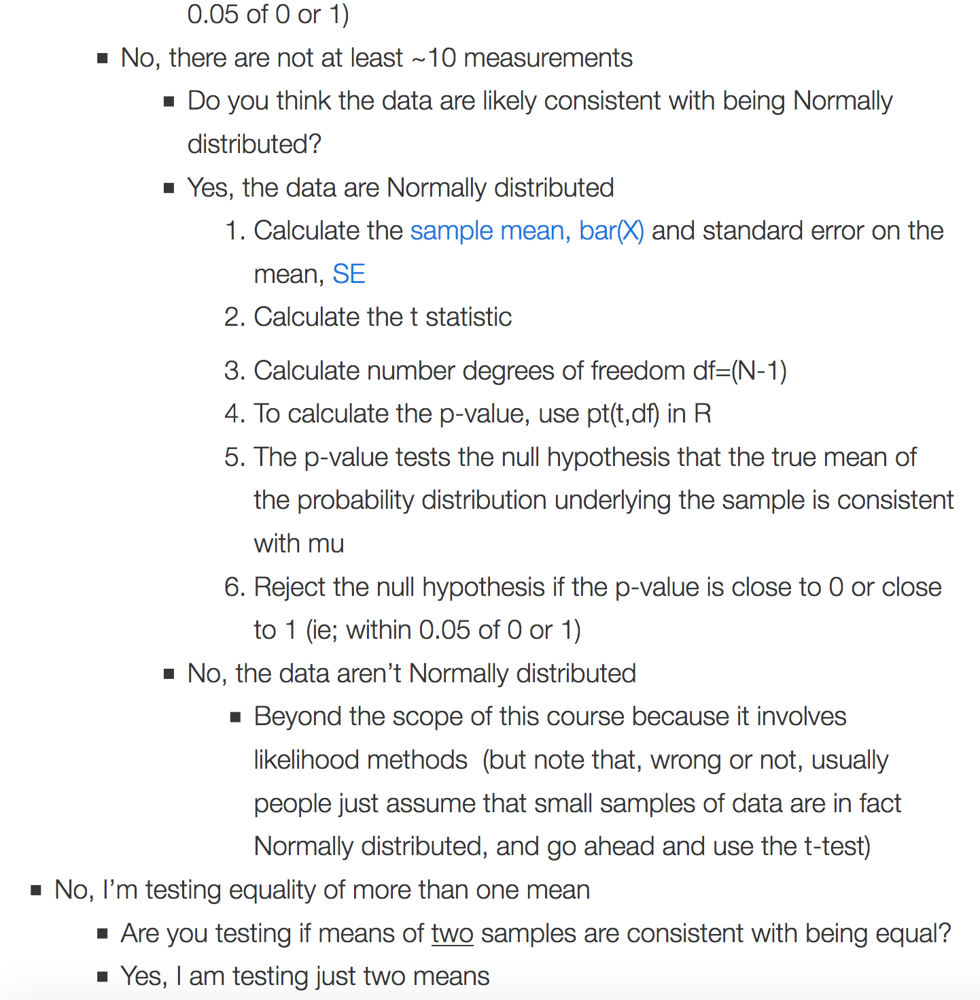 0.05 of 0 or 1)
▪ No, there are not at least ~10 measurements
▪ Do you think the data are likely consistent with being Normally
distributed?
▪ Yes, the data are Normally distributed
1. Calculate the sample mean, bar(X) and standard error on the
mean, SE
2. Calculate the t statistic
3. Calculate number degrees of freedom df=(N-1)
4. To calculate the p-value, use pt(t,df) in R
5. The p-value tests the null hypothesis that the true mean of
the probability distribution underlying the sample is consistent
with mu
6. Reject the null hypothesis if the p-value is close to 0 or close
to 1 (ie; within 0.05 of 0 or 1)
▪ No, the data aren’t Normally distributed
▪ Beyond the scope of this course because it involves
likelihood methods  (but note that, wrong or not, usually
people just assume that small samples of data are in fact
Normally distributed, and go ahead and use the t-test)
▪ No, I’m testing equality of more than one mean
▪ Are you testing if means of two samples are consistent with being equal?
▪ Yes, I am testing just two means